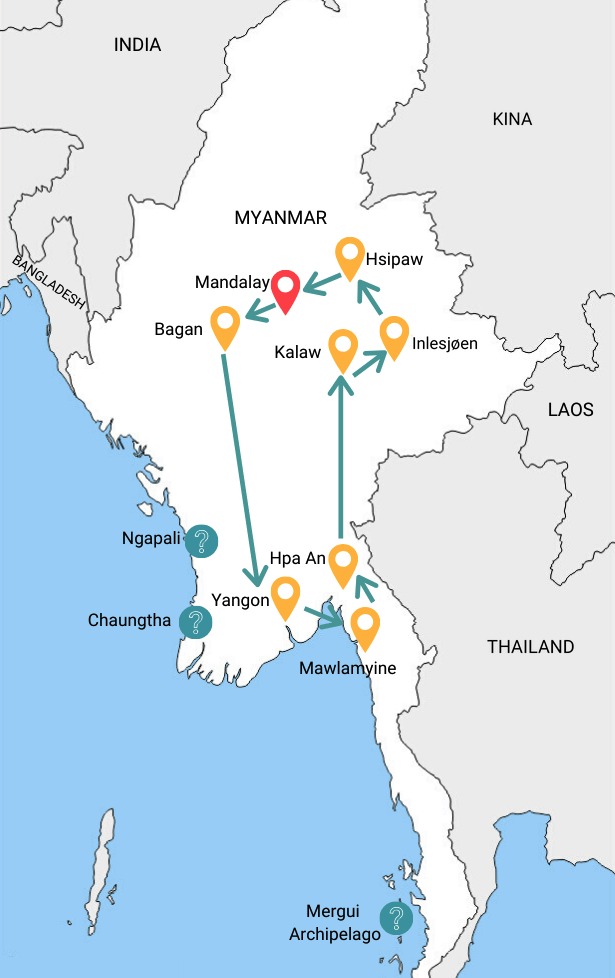 INDIA
KINA
MYANMAR
Hsipaw
BANGLADESH
Mandalay
Bagan
Inlesjøen
Kalaw
LAOS
Ngapali
?
Hpa An
Yangon
Chaungtha
?
THAILAND
Mawlamyine
Mergui
Archipelago
?